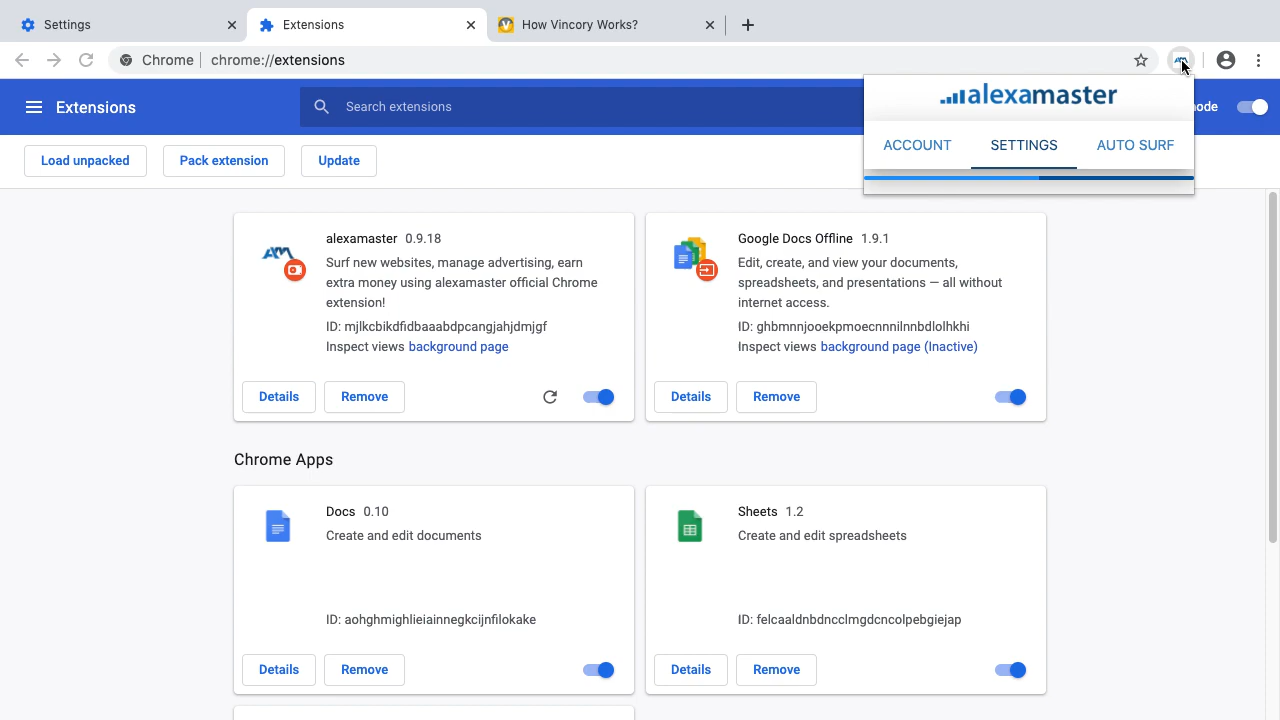 Settings
Extensions
How Vincory Works?
Chrome
chrome://extensions
Extensions
Search extensions
alexamaster
ode
ACCOUNT
SETTINGS
AUTO SURF
Load unpacked
Pack extension
Update
alexamaster 0.9.18
Surf new websites, manage advertising, earn
extra money using alexamaster official Chrome
extension!
ID: mjlkcbikdfidbaaabdpcangjahjdmjgf
Inspect views background page
Details
Remove
Google Docs Offline 1.9.1
Edit, create, and view your documents,
spreadsheets, and presentations — all without
internet access.
ID: ghbmnnjooekpmoecnnnilnnbdlolhkhi
Inspect views background page (Inactive)
Details
Remove
Chrome Apps
Docs 0.10
Create and edit documents
ID: aohghmighlieiainnegkcijnfilokake
Details
Remove
Sheets 1.2
Create and edit spreadsheets
ID: felcaaldnbdncclmgdcncolpebgiejap
Details
Remove